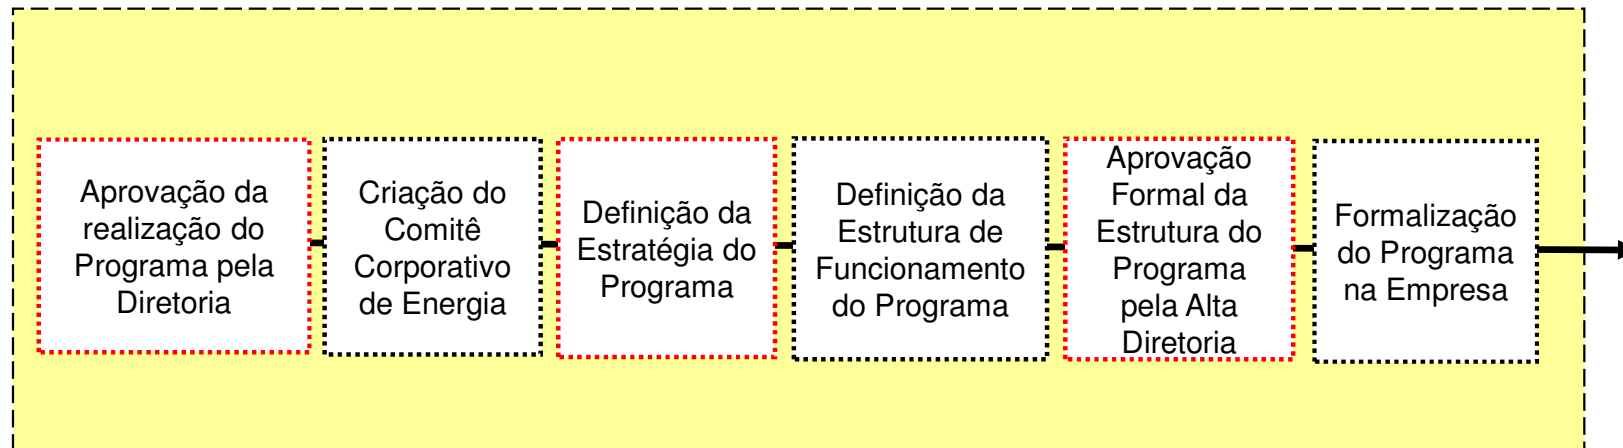 Aprovação da
realização do
Programa pela
Diretoria
Criação do
Comitê
Corporativo
de Energia
Definição da
Estratégia do
Programa
Definição da
Estrutura de
Funcionamento
do Programa
Aprovação
Formal da
Estrutura do
Programa
pela Alta
Diretoria
Formalização
do Programa
na Empresa